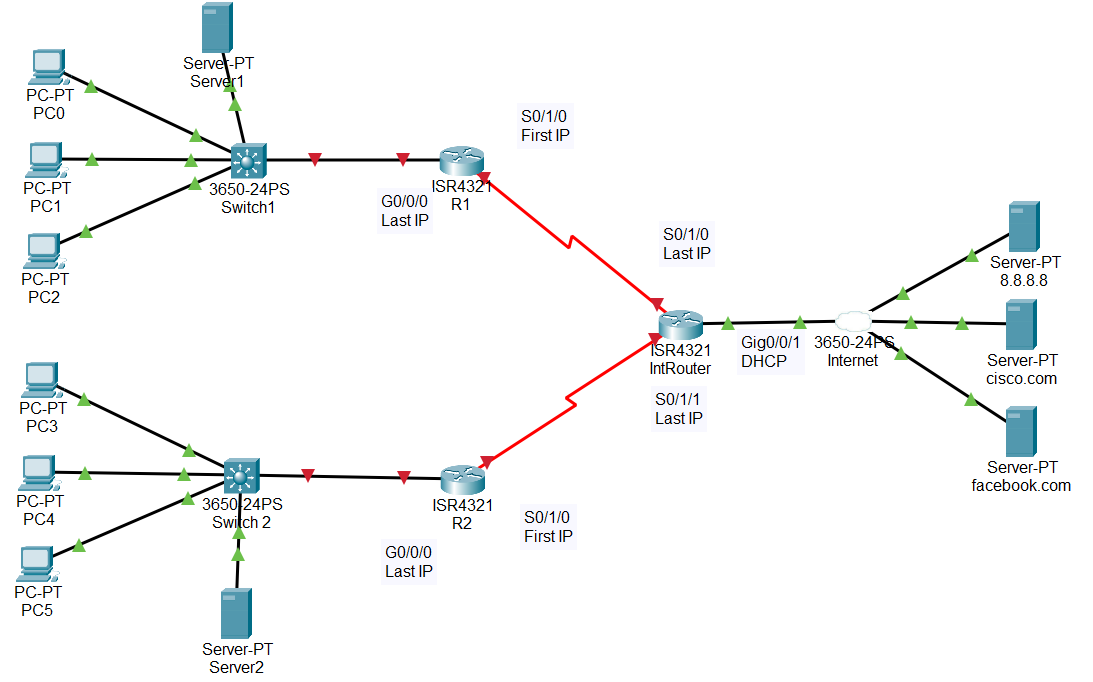 Server-PT
Server1
PC-PT
PC0
S0/1/0
First IP
PC-PT
PC1
3650-24PS
Switch1
ISR4321
R1
G0/0/0
Last IP
PC-PT
PC2
S0/1/0
Last IP
Server-PT
8.8.8.8
ISR4321
IntRouter
Gig0/0/1
DHCP
3650-24PS
Internet
Server-PT
cisco.com
S0/1/1
Last IP
PC-PT
PC3
Server-PT
facebook.com
PC-PT
PC4
3650-24PS
Switch 2
ISR4321
R2
S0/1/0
First IP
G0/0/0
Last IP
PC-PT
PC5
Server-PT
Server2